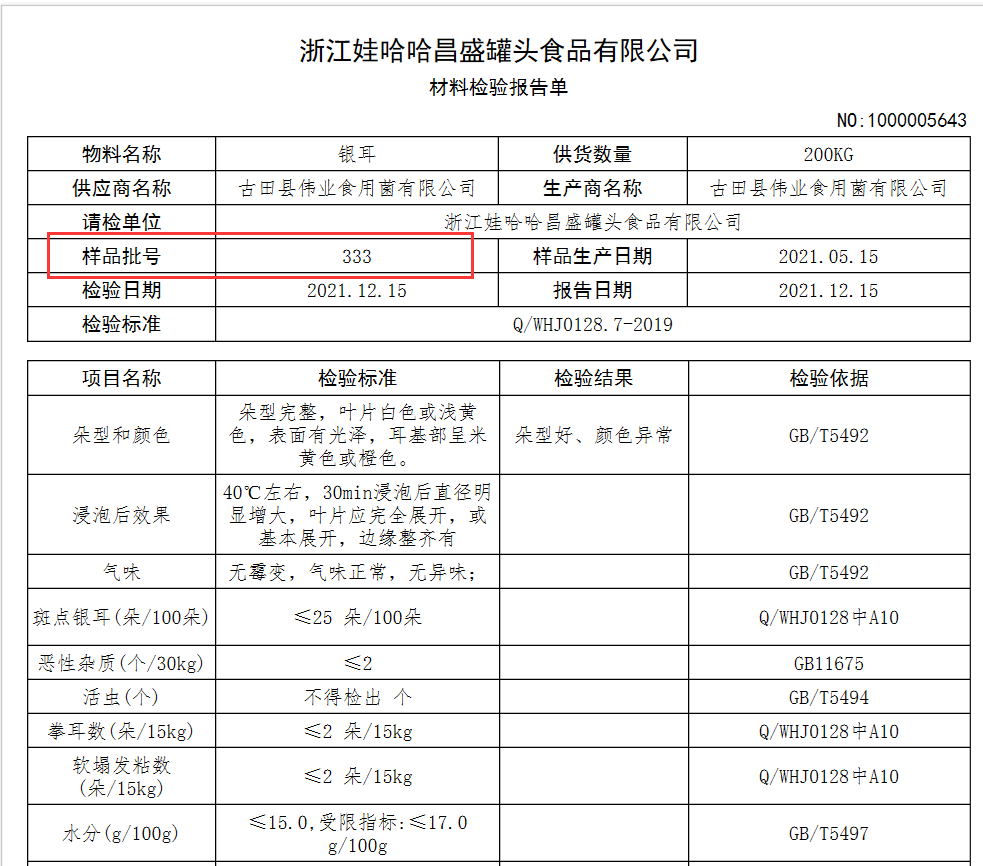 浙江娃哈哈昌盛罐头食品有限公司
材料检验报告单
NO:1000005643
物料名称 银耳 供货数量 200KG
供应商名称 古田县伟业食用菌有限公司 生产商名称 古田县伟业食用菌有限公司
请检单位 浙江娃哈哈昌盛罐头食品有限公司
样品批号 333 样品生产日期 2021.05.15
检验日期 2021.12.15 报告日期 2021.12.15
检验标准 Q/WHJ0128.7-2019
项目名称 检验标准 检验结果 检验依据
朵型和颜色 朵型完整，叶片白色或浅黄
色，表面有光泽，耳基部呈米
黄色或橙色。 朵型好、颜色异常 GB/T5492
浸泡后效果 40℃左右，30min浸泡后直径明
显增大，叶片应完全展开，或
基本展开，边缘整齐有 GB/T5492
气味 无霉变，气味正常，无异味； GB/T5492
斑点银耳(朵/100朵) ≤25 朵/100朵 Q/WHJ0128中A10
恶性杂质(个/30kg) ≤2 GB11675
活虫(个) 不得检出 个 GB/T5494
拳耳数(朵/15kg) ≤2 朵/15kg Q/WHJ0128中A10
软塌发粘数
(朵/15kg) ≤2 朵/15kg Q/WHJ0128中A10
水分(g/100g) ≤15.0,受限指标:≤17.0
g/100g GB/T5497